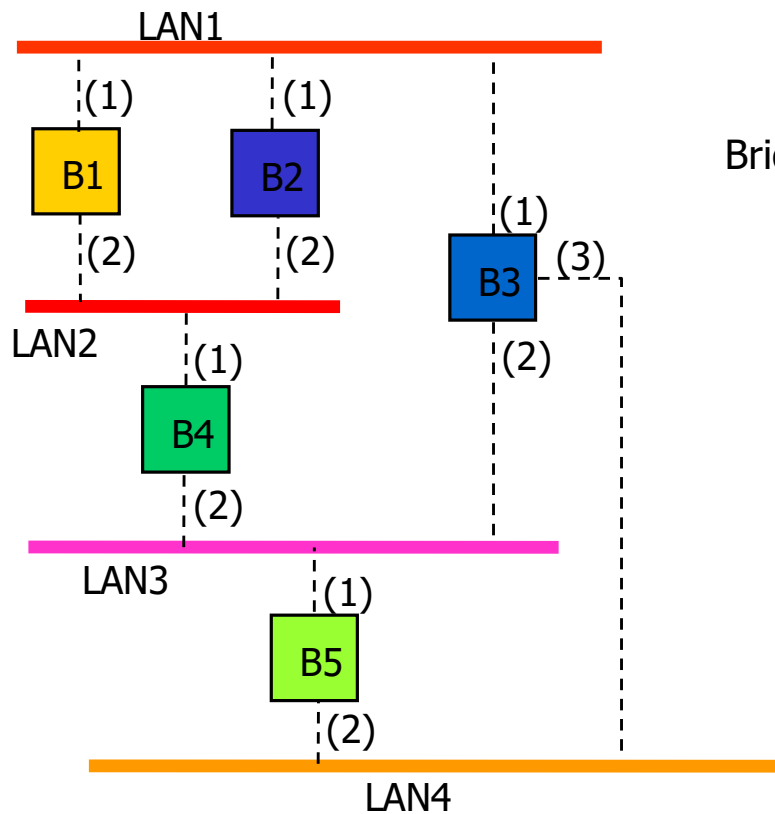 LAN1
(1) (1)
B1 B2 Bri
(2) (2) (1)
B3 (3)
LAN2 (1) (2)
B4
(2)
LAN3 (1)
B5
(2)
LAN4